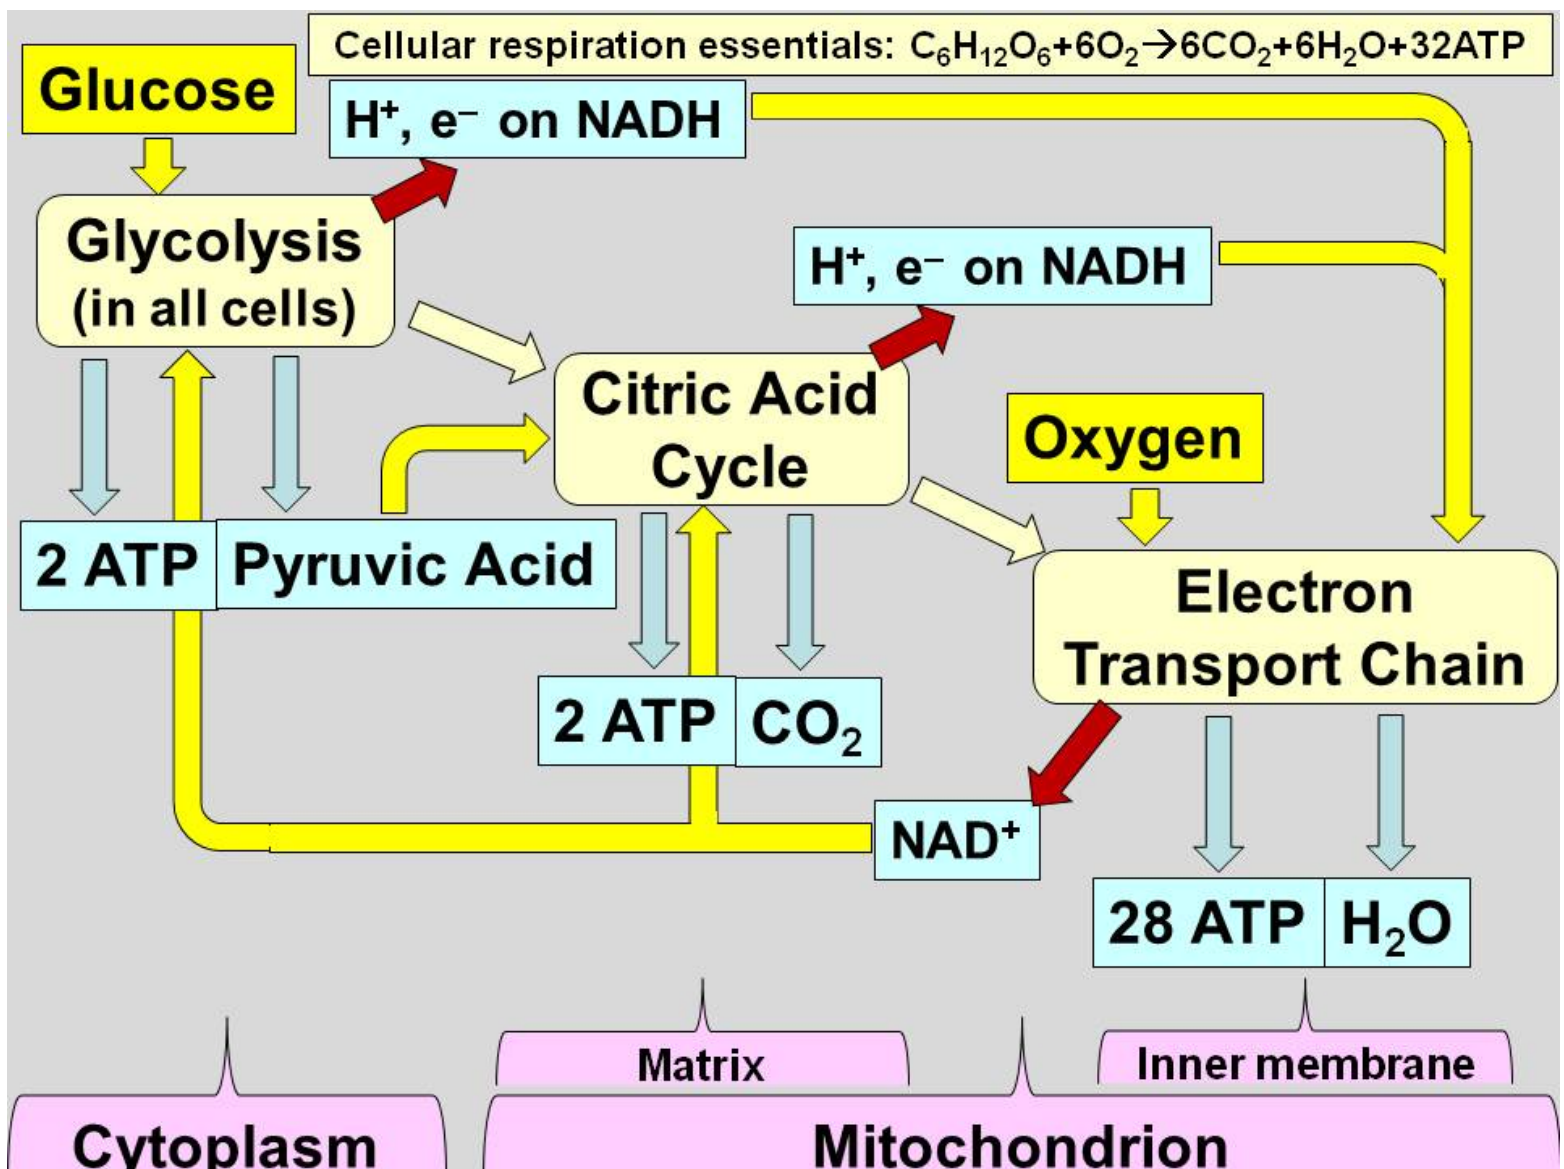 Cellular respiration essentials: C₆H₁₂O₆+6O₂→6CO₂+6H₂O+32ATP
Glucose
H⁺, e⁻ on NADH
Glycolysis
(in all cells)
H⁺, e⁻ on NADH
Citric Acid
Cycle
Oxygen
2 ATP
Pyruvic Acid
Electron
Transport Chain
2 ATP
CO₂
NAD⁺
28 ATP
H₂O
Matrix
Inner membrane
Cytoplasm
Mitochondrion